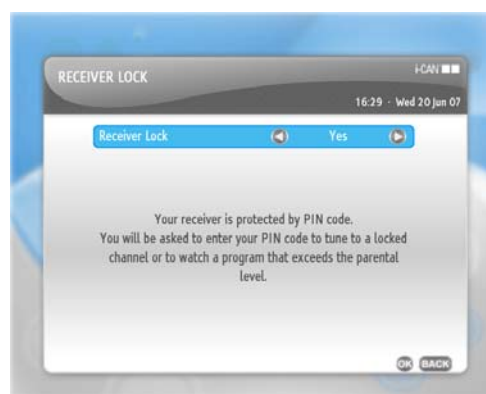 RECEIVER LOCK
i-CAN
16:29 - Wed 20 Jun 07
Receiver Lock Yes
Your receiver is protected by PIN code.
You will be asked to enter your PIN code to tune to a locked
channel or to watch a program that exceeds the parental
level.
OK BACK